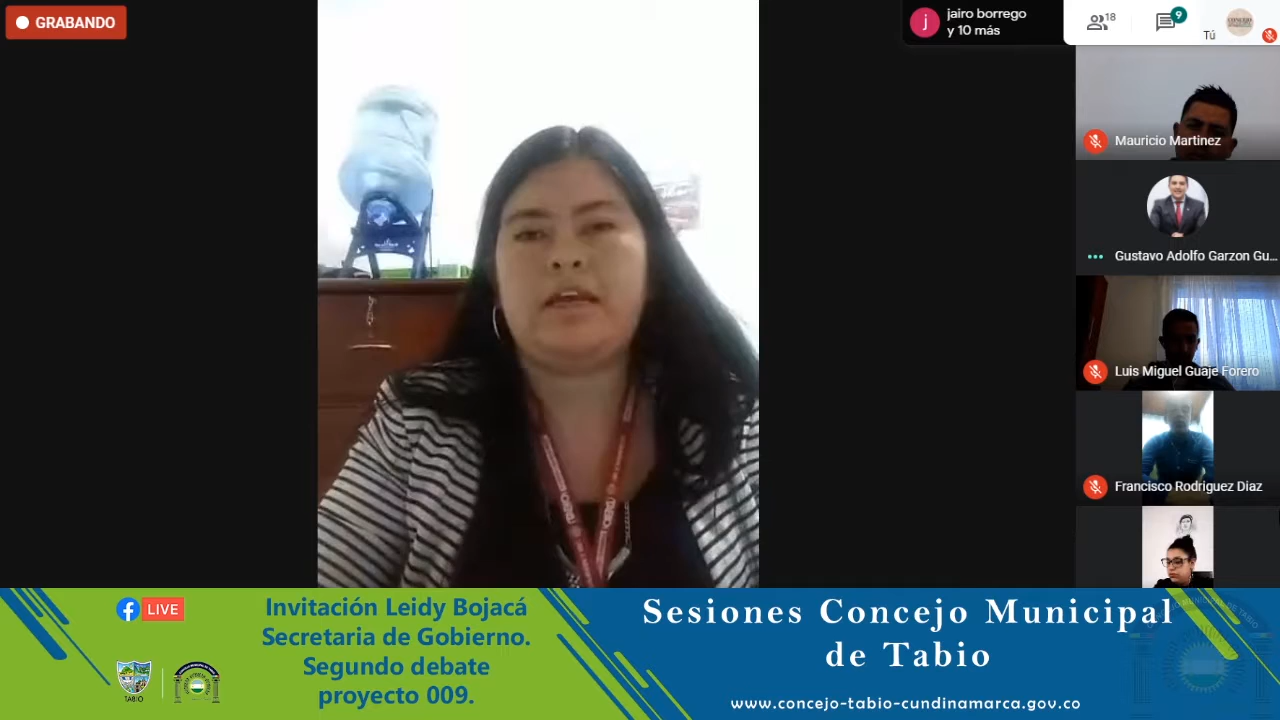 GRABANDO
jairo borrego
y 10 más
18
9
Tú
Mauricio Martinez
Gustavo Adolfo Garzon Gu...
Luis Miguel Guaje Forero
Francisco Rodriguez Diaz
LIVE
Invitación Leidy Bojacá
Secretaria de Gobierno.
Segundo debate
proyecto 009.
TABIO
Sesiones Concejo Municipal
de Tabio
www.concejo-tabio-cundinamarca.gov.co